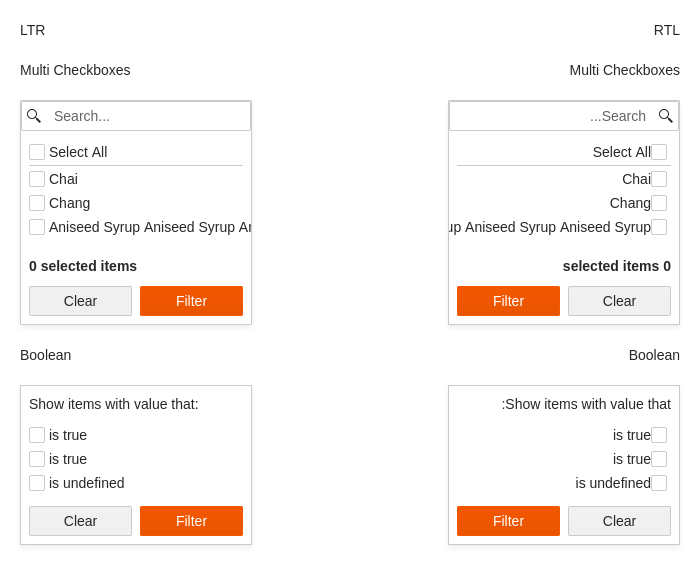 LTR
RTL
Multi Checkboxes
Multi Checkboxes
Search...
...Search
Select All
Select All
Chai
Chai
Chang
Chang
Aniseed Syrup Aniseed Syrup
Aniseed Syrup Aniseed Syrup
0 selected items
selected items 0
Clear
Filter
Filter
Clear
Boolean
Boolean
Show items with value that:
:Show items with value that
is true
is true
is true
is true
is undefined
is undefined
Clear
Filter
Filter
Clear